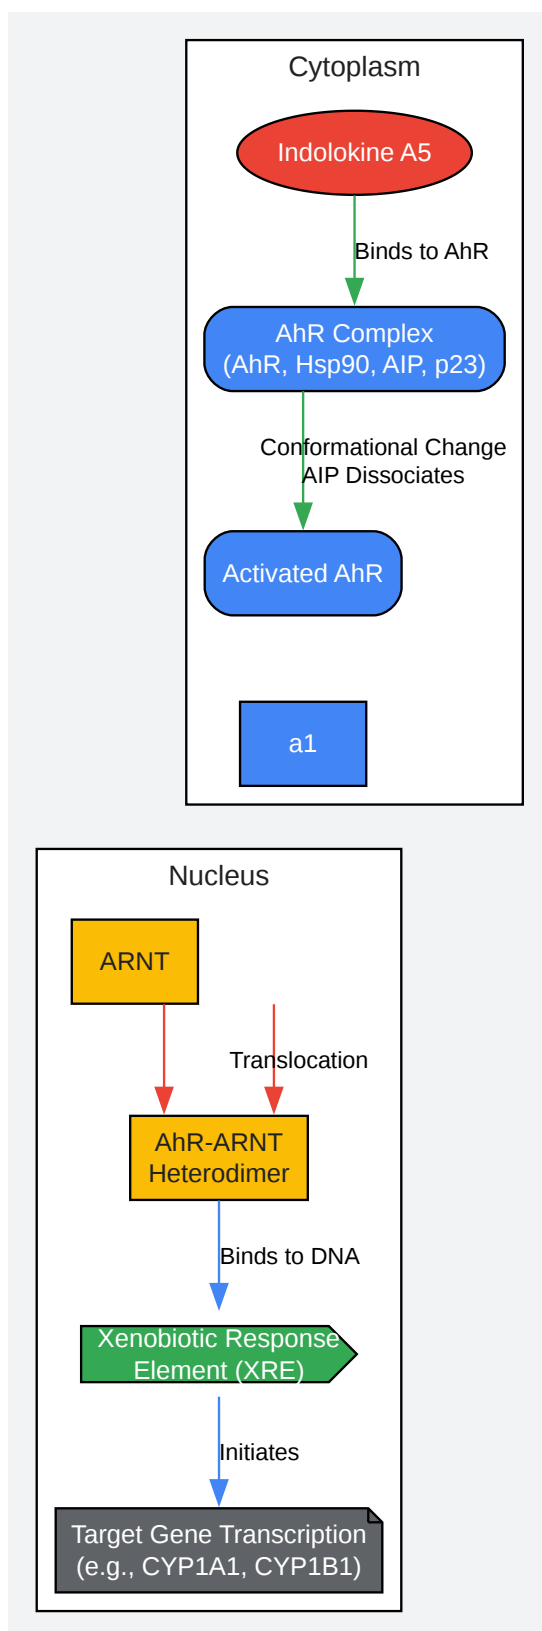 Cytoplasm
Indolokine A5
Binds to AhR
AhR Complex
(AhR, Hsp90, AIP, p23)
Conformational Change
AIP Dissociates
Activated AhR
a1
Nucleus
ARNT
Translocation
AhR-ARNT
Heterodimer
Binds to DNA
Xenobiotic Response
Element (XRE)
Initiates
Target Gene Transcription
(e.g., CYP1A1, CYP1B1)